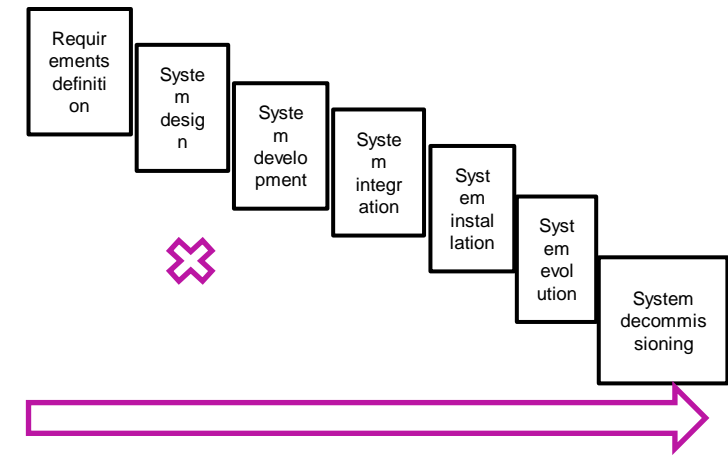 Requir
ements
definiti
on
Syste
m
desig
n
Syste
m
develo
pment
Syste
m
integr
ation
Syst
em
instal
lation
Syst
em
evol
ution
System
decommis
sioning